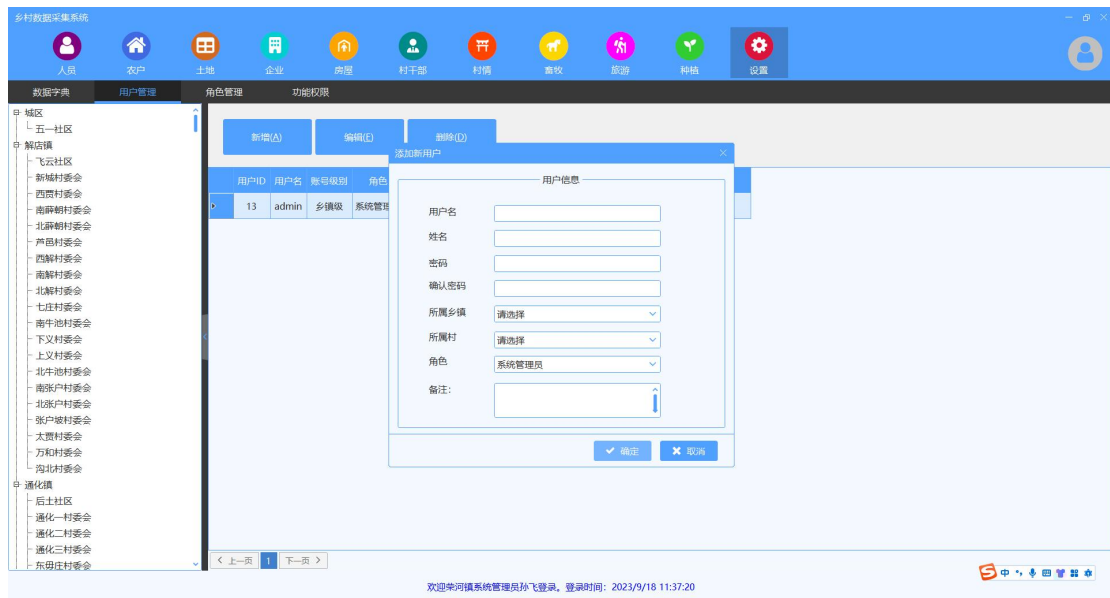 乡村数据采集系统
人员 农户 土地 企业 房屋 村干部 村情 畜牧 旅游 种植 设置
数据字典 用户管理 角色管理 功能权限
城区
五一社区
解店镇
飞云社区
新城村委会
西贾村委会
南薛朝村委会
北薛朝村委会
芦邑村委会
西解村委会
南解村委会
北解村委会
七庄村委会
南牛池村委会
下义村委会
上义村委会
北牛池村委会
南张户村委会
北张户村委会
张户坡村委会
太贾村委会
万和村委会
沟北村委会
通化镇
后土社区
通化一村委会
通化二村委会
通化三村委会
东毋庄村委会
新增(A) 编辑(E) 删除(D)
用户ID 用户名 账号级别 角色
13 admin 乡镇级 系统管理
添加新用户
用户信息
用户名
姓名
密码
确认密码
所属乡镇 请选择
所属村 请选择
角色 系统管理员
备注：
确定 取消
上一页 1 下一页
中
欢迎荣河镇系统管理员孙飞登录。登录时间：2023/9/18 11:37:20